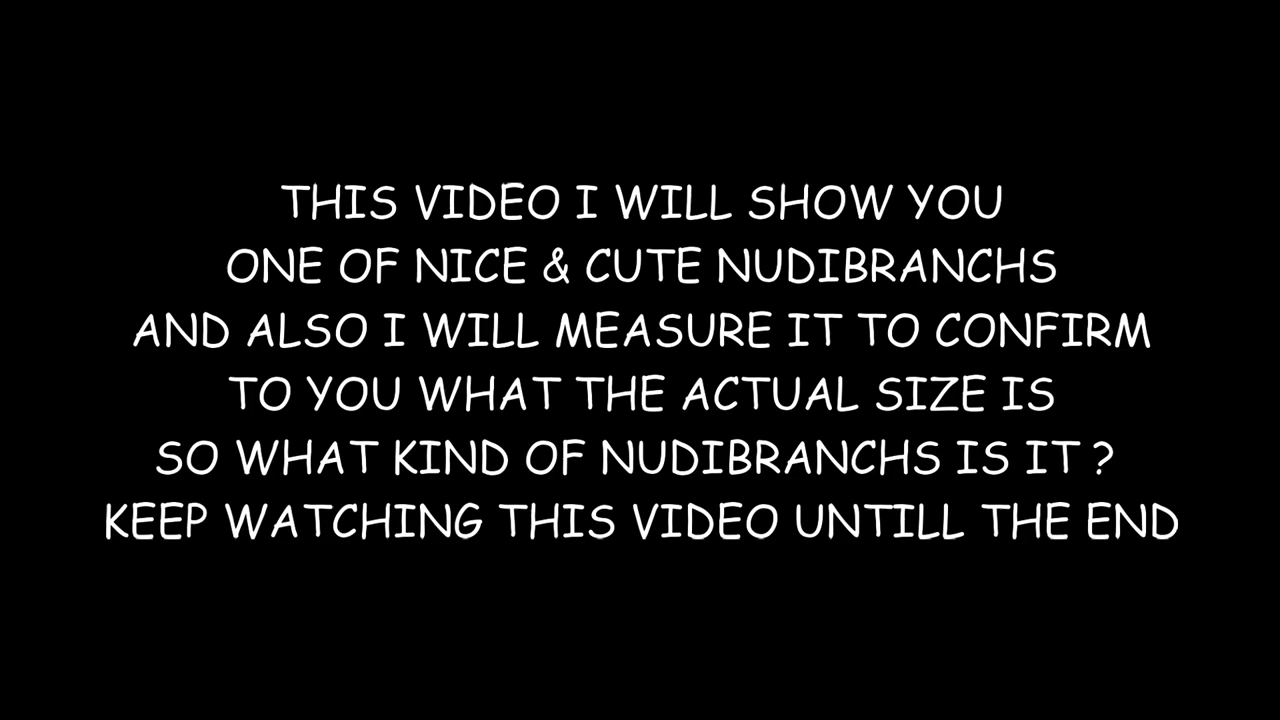 THIS VIDEO I WILL SHOW YOU
ONE OF NICE & CUTE NUDIBRANCHS
AND ALSO I WILL MEASURE IT TO CONFIRM
TO YOU WHAT THE ACTUAL SIZE IS
SO WHAT KIND OF NUDIBRANCHS IS IT ?
KEEP WATCHING THIS VIDEO UNTILL THE END